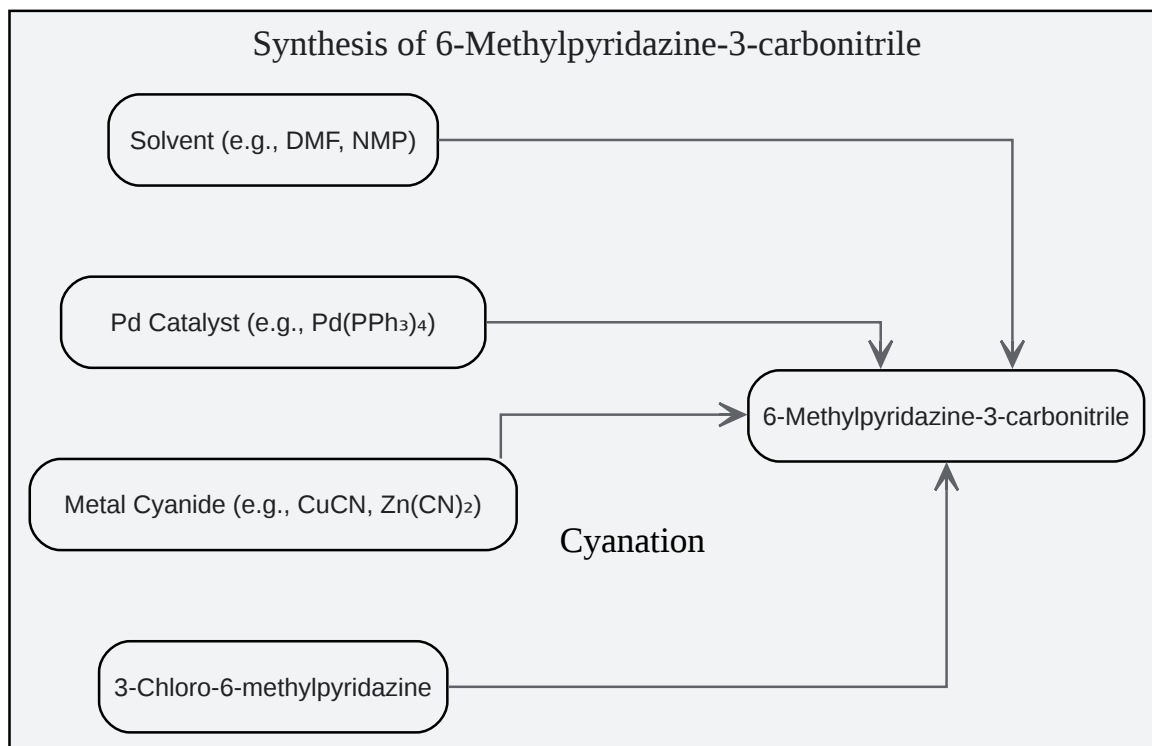 Synthesis of 6-Methylpyridazine-3-carbonitrile
Solvent (e.g., DMF, NMP)
Pd Catalyst (e.g., Pd(PPh₃)₄)
6-Methylpyridazine-3-carbonitrile
Metal Cyanide (e.g., CuCN, Zn(CN)₂)
Cyanation
3-Chloro-6-methylpyridazine